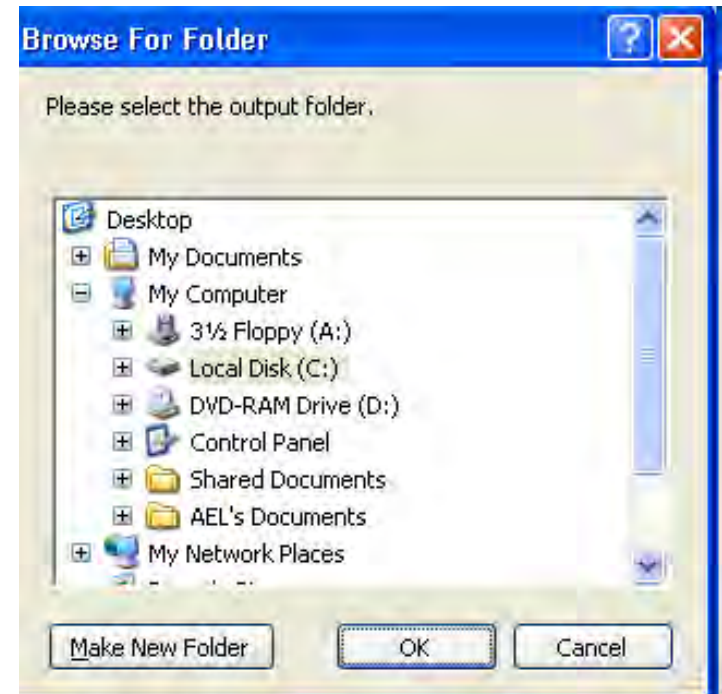 Browse For Folder
Please select the output folder.
Desktop
My Documents
My Computer
3½ Floppy (A:)
Local Disk (C:)
DVD-RAM Drive (D:)
Control Panel
Shared Documents
AEL's Documents
My Network Places
Make New Folder OK Cancel